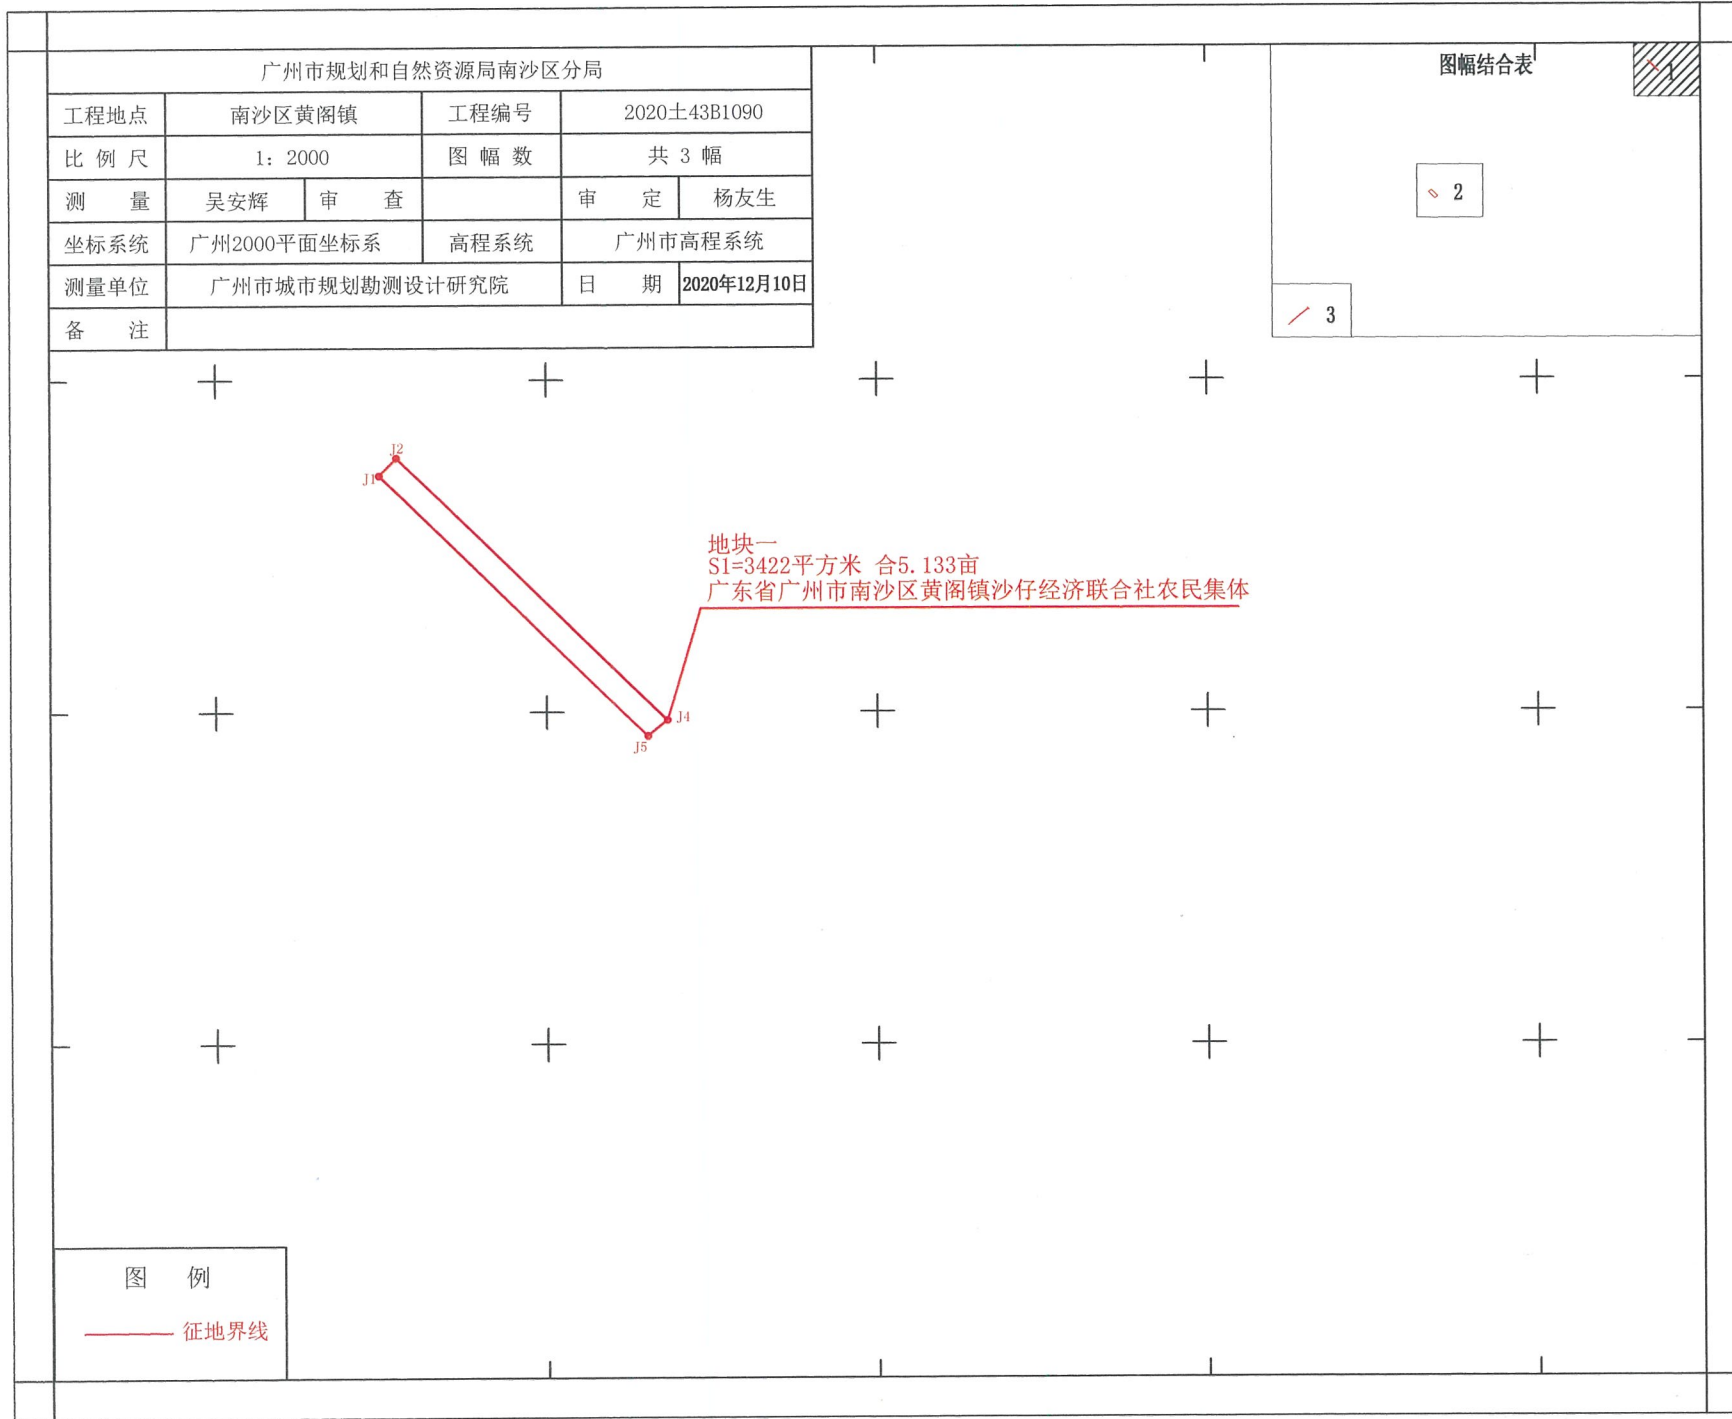 广州市规划和自然资源局南沙区分局
工程地点 南沙区黄阁镇 工程编号 2020土43B1090
比 例 尺 1: 2000 图 幅 数 共 3 幅
测 量 吴安辉 审 查 审 定 杨友生
坐标系统 广州2000平面坐标系 高程系统 广州市高程系统
测量单位 广州市城市规划勘测设计研究院 日 期 2020年12月10日
备 注
图幅结合表
1
2
3
J2
J1
地块一
S1=3422平方米 合5.133亩
广东省广州市南沙区黄阁镇沙仔经济联合社农民集体
J4
J5
图 例
征地界线